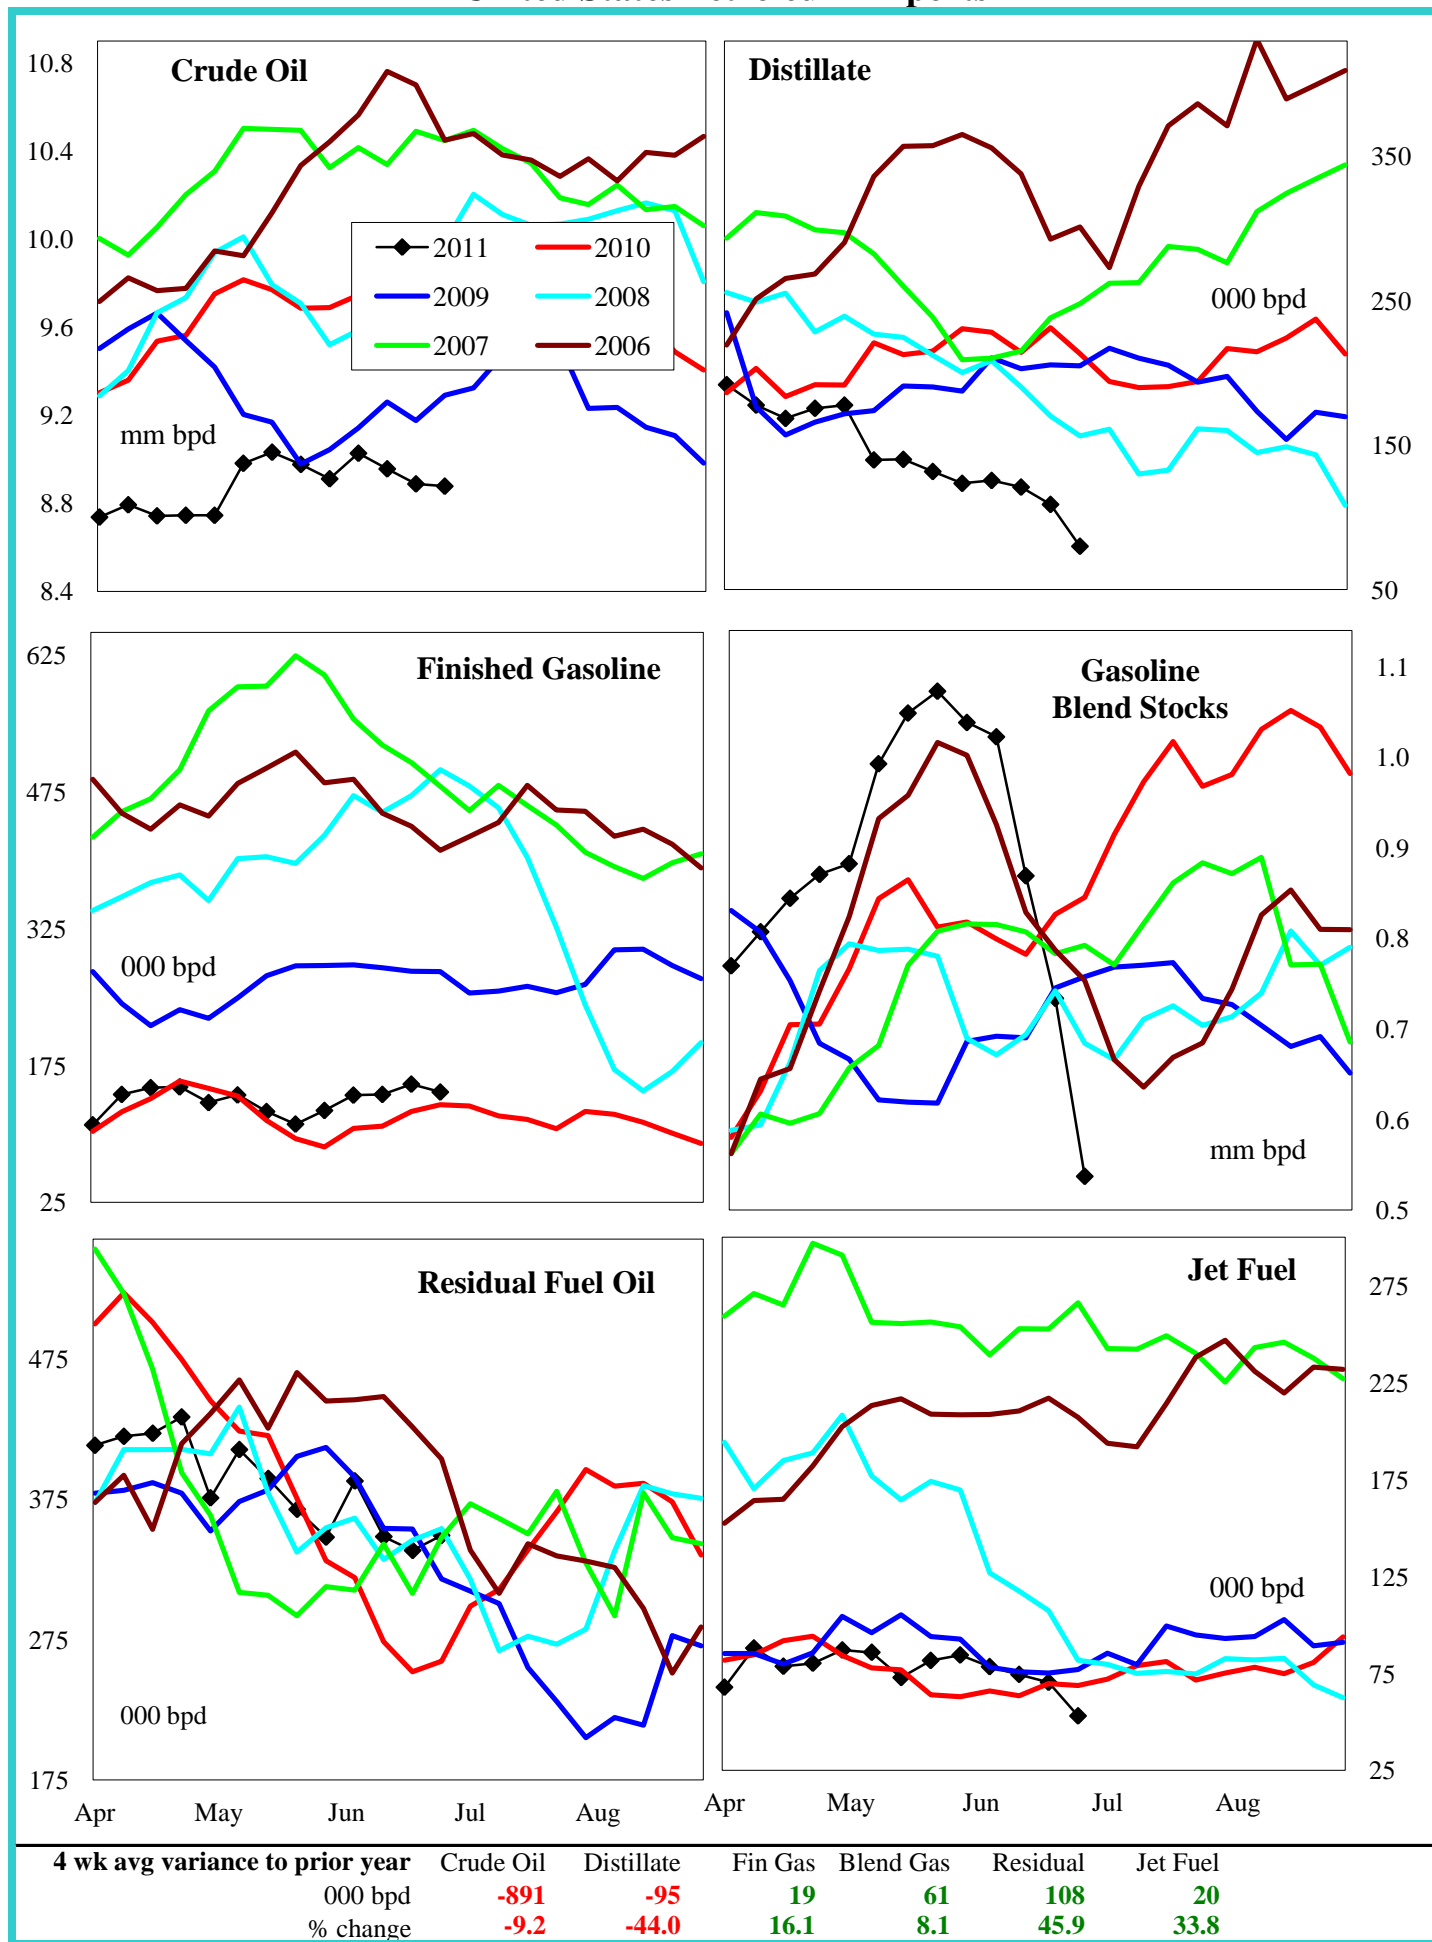 10.8
10.4
10.0
9.6
9.2
8.8
8.4
Crude Oil
mm bpd
2011
2010
2009
2008
2007
2006
Distillate
000 bpd
350
250
150
50
625
475
325
175
25
Finished Gasoline
000 bpd
Gasoline
Blend Stocks
mm bpd
1.1
1.0
0.9
0.8
0.7
0.6
0.5
475
375
275
175
Residual Fuel Oil
000 bpd
Apr May Jun Jul Aug
Jet Fuel
000 bpd
275
225
175
125
75
25
Apr May Jun Jul Aug
4 wk avg variance to prior year Crude Oil Distillate Fin Gas Blend Gas Residual Jet Fuel
000 bpd -891 -95 19 61 108 20
% change -9.2 -44.0 16.1 8.1 45.9 33.8